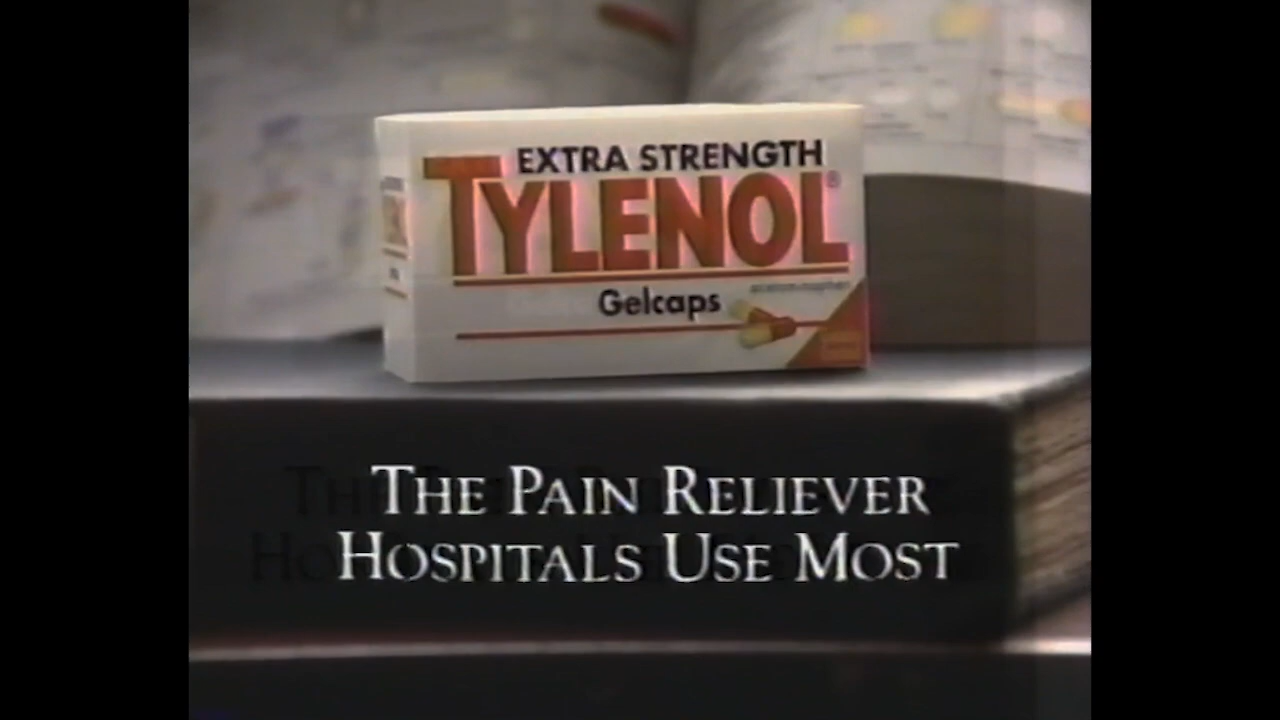 EXTRA STRENGTH
TYLENOL®
Gelcaps
THE PAIN RELIEVER
HOSPITALS USE MOST